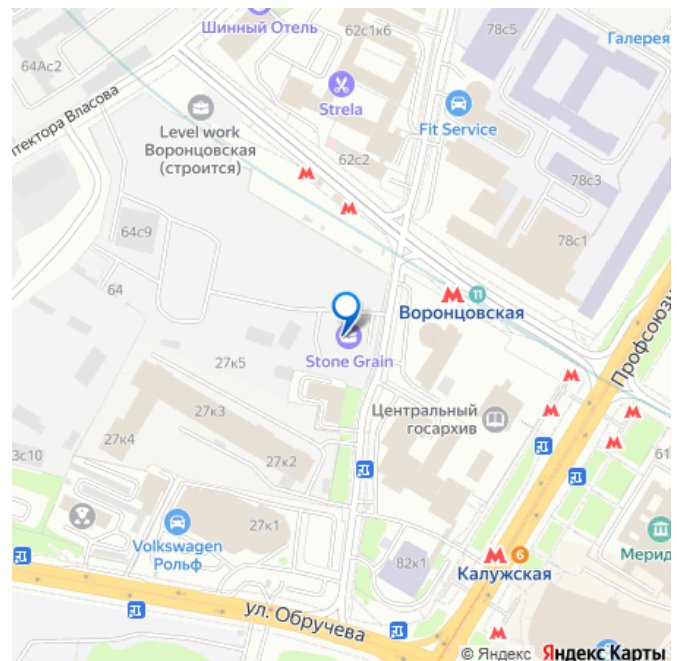 Шинный Отель
62с1к6
78с5
Галерея
64Ас2
Strela
Fit Service
тектора Власова
Level work
Воронцовская
(строится)
62с2
78с3
64с9
78с1
64
11
Воронцовская
Профсоюзн
Stone Grain
27к5
27к3
Центральный
госархив
27к4
3с10
27к2
61
27к1
Volkswagen
Рольф
82к1
6
Калужская
Мерид
ул. Обручева
© Яндекс Яндекс Карты